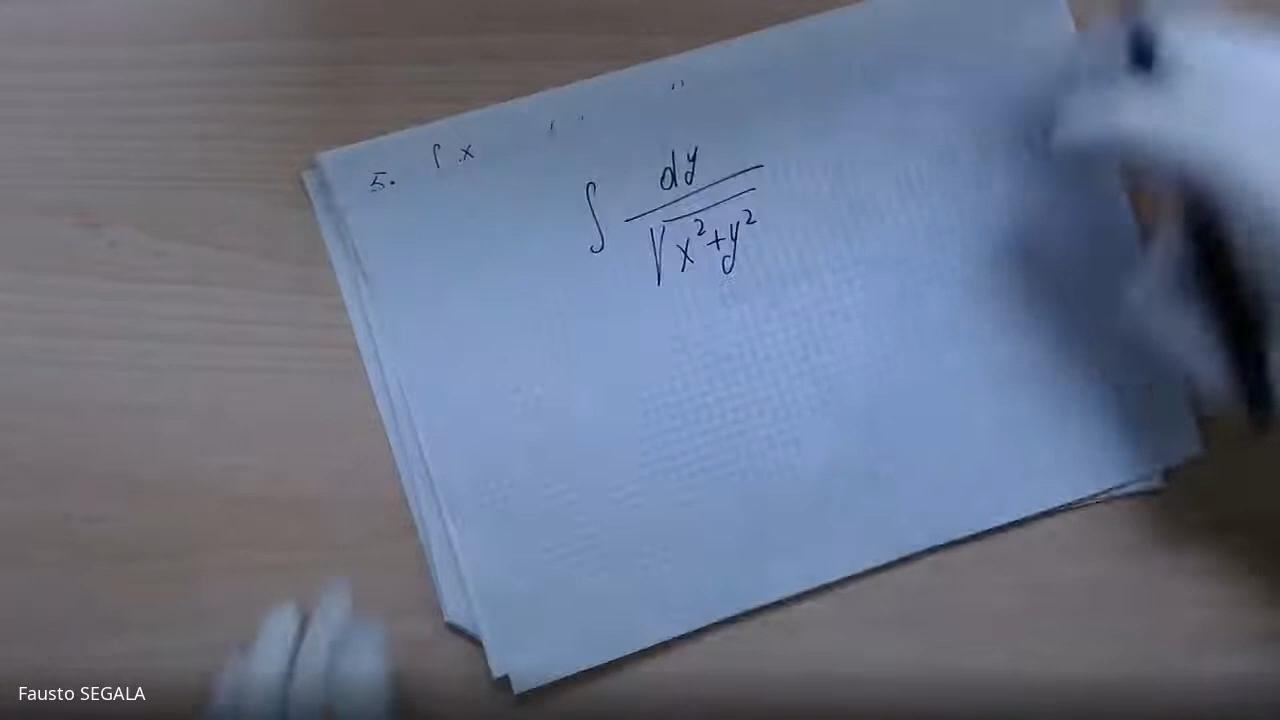 5.
∫ dy / √x²+y²
Fausto SEGALA